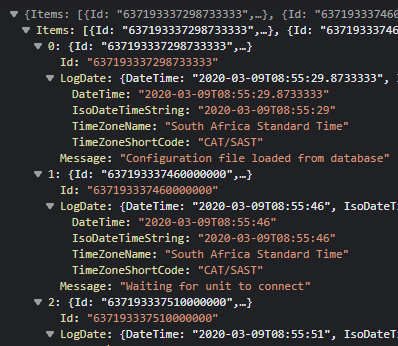 {Items: [{Id: "637193337298733333",…}, {Id: "637193337460
Items: [{Id: "637193337298733333",…}, {Id: "6371933374
0: {Id: "637193337298733333",…}
Id: "637193337298733333"
LogDate: {DateTime: "2020-03-09T08:55:29.8733333", I
DateTime: "2020-03-09T08:55:29.8733333"
IsoDateTimeString: "2020-03-09T08:55:29"
TimeZoneName: "South Africa Standard Time"
TimeZoneShortCode: "CAT/SAST"
Message: "Configuration file loaded from database"
1: {Id: "637193337460000000",…}
Id: "637193337460000000"
LogDate: {DateTime: "2020-03-09T08:55:46", IsoDateTi
DateTime: "2020-03-09T08:55:46"
IsoDateTimeString: "2020-03-09T08:55:46"
TimeZoneName: "South Africa Standard Time"
TimeZoneShortCode: "CAT/SAST"
Message: "Waiting for unit to connect"
2: {Id: "637193337510000000",…}
Id: "637193337510000000"
LogDate: {DateTime: "2020-03-09T08:55:51", IsoDateTi